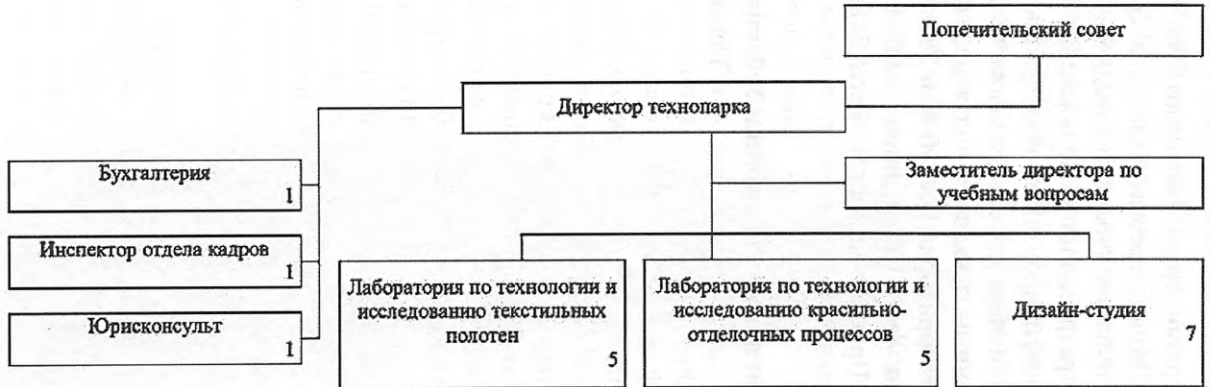 Попечительский совет
Директор технопарка
Бухгалтерия
1
Заместитель директора по
учебным вопросам
Инспектор отдела кадров
1
Юрисконсульт
1
Лаборатория по технологии и
исследованию текстильных
полотен
5
Лаборатория по технологии и
исследованию красильно-
отделочных процессов
5
Дизайн-студия
7